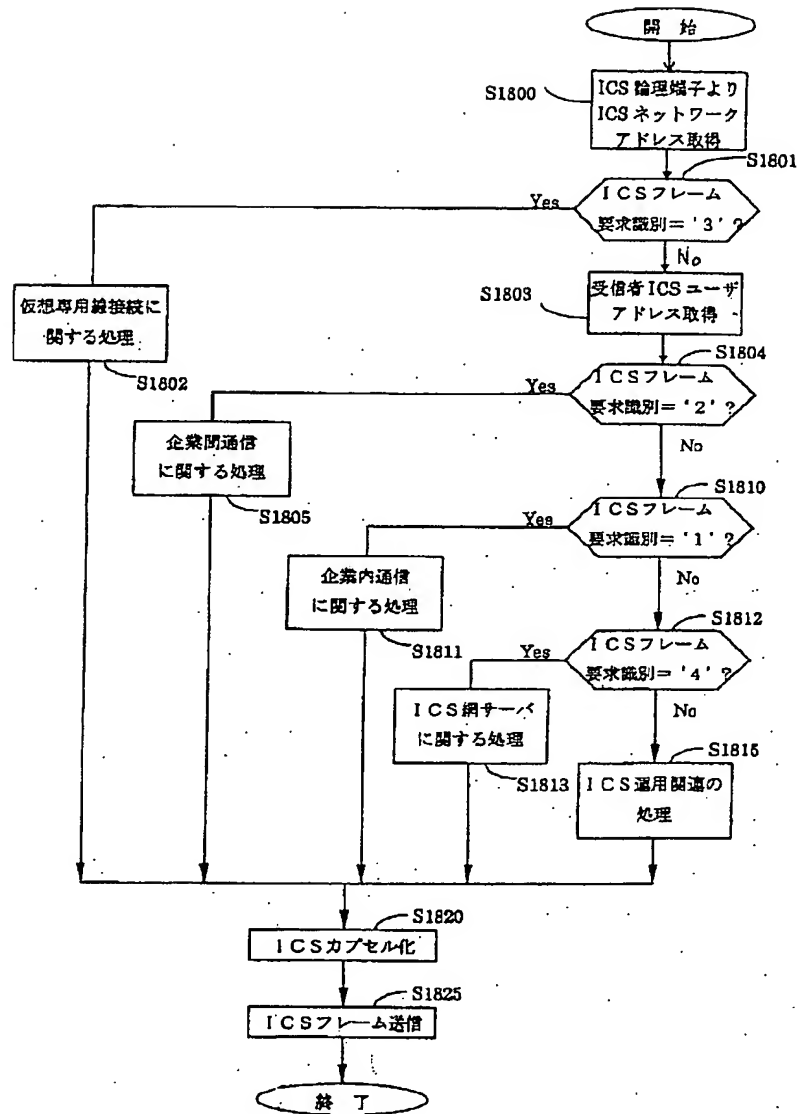 開 始
S1800
ICS論理端子より
ICSネットワーク
アドレス取得
S1801
ICSフレーム
要求識別＝'3'?
Yes
No
仮想専用線接続に
関する処理
S1802
S1803
受信者ICSユーザ
アドレス取得
S1804
ICSフレーム
要求識別＝'2'?
Yes
No
企業間通信
に関する処理
S1805
S1810
ICSフレーム
要求識別＝'1'?
Yes
No
企業内通信
に関する処理
S1811
S1812
ICSフレーム
要求識別＝'4'?
Yes
No
ICS網サーバ
に関する処理
S1813
S1815
ICS運用関連の
処理
S1820
ICSカプセル化
S1825
ICSフレーム送信
終 了